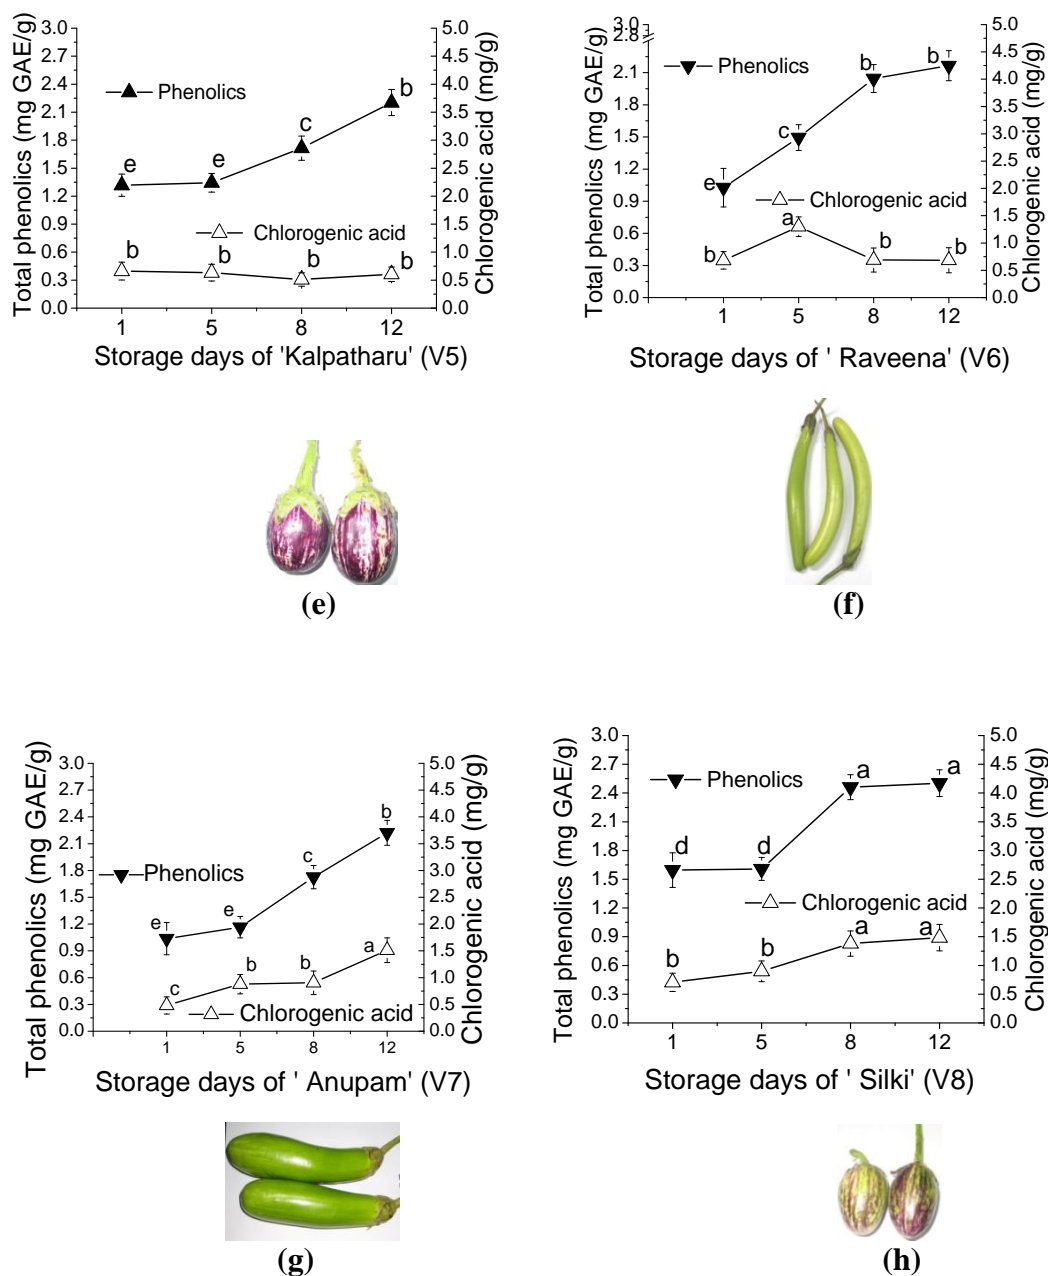 3.0
2.7
2.4
2.1
1.8
1.5
1.2
0.9
0.6
0.3
0.0
Total phenolics (mg GAE/g)
Phenolics
Chlorogenic acid
e
e
c
b
b
b
b
b
5.0
4.5
4.0
3.5
3.0
2.5
2.0
1.5
1.0
0.5
0.0
Chlorogenic acid (mg/g)
1 5 8 12
Storage days of 'Kalpatharu' (V5)
(e)
3.0
2.8
2.1
1.8
1.5
1.2
0.9
0.6
0.3
0.0
Total phenolics (mg GAE/g)
Phenolics
Chlorogenic acid
e
c
b
b
b
a
b
b
5.0
4.5
4.0
3.5
3.0
2.5
2.0
1.5
1.0
0.5
0.0
Chlorogenic acid (mg/g)
1 5 8 12
Storage days of ' Raveena' (V6)
(f)
3.0
2.7
2.4
2.1
1.8
1.5
1.2
0.9
0.6
0.3
0.0
Total phenolics (mg GAE/g)
Phenolics
Chlorogenic acid
e
e
c
b
c
b
b
a
5.0
4.5
4.0
3.5
3.0
2.5
2.0
1.5
1.0
0.5
0.0
Chlorogenic acid (mg/g)
1 5 8 12
Storage days of ' Anupam' (V7)
(g)
3.0
2.7
2.4
2.1
1.8
1.5
1.2
0.9
0.6
0.3
0.0
Total phenolics (mg GAE/g)
Phenolics
Chlorogenic acid
d
d
a
a
b
b
a
a
5.0
4.5
4.0
3.5
3.0
2.5
2.0
1.5
1.0
0.5
0.0
Chlorogenic acid (mg/g)
1 5 8 12
Storage days of ' Silki' (V8)
(h)